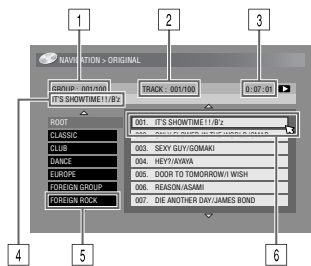 1 2 3
NAVIGATION > ORIGINAL
GROUP : 001/100 TRACK : 001/100 0:07:01
IT'S SHOWTIME!!/B'z
ROOT
CLASSIC
CLUB
DANCE
EUROPE
FOREIGN GROUP
FOREIGN ROCK
001. IT'S SHOWTIME!!/B'z
003. SEXY GUY/GOMAKI
004. HEY?/AYAYA
005. DOOR TO TOMORROW/I WISH
006. REASON/ASAMI
007. DIE ANOTHER DAY/JAMES BOND
4 5 6